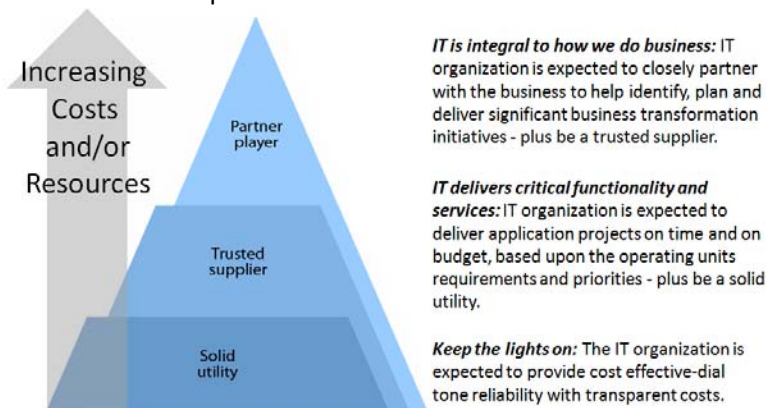 Increasing
Costs
and/or
Resources
Partner
player
Trusted
supplier
Solid
utility
IT is integral to how we do business: IT
organization is expected to closely partner
with the business to help identify, plan and
deliver significant business transformation
initiatives - plus be a trusted supplier.
IT delivers critical functionality and
services: IT organization is expected to
deliver application projects on time and on
budget, based upon the operating units
requirements and priorities - plus be a solid
utility.
Keep the lights on: The IT organization is
expected to provide cost effective-dial
tone reliability with transparent costs.